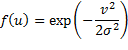 f(u) = exp(−v²/2σ²)